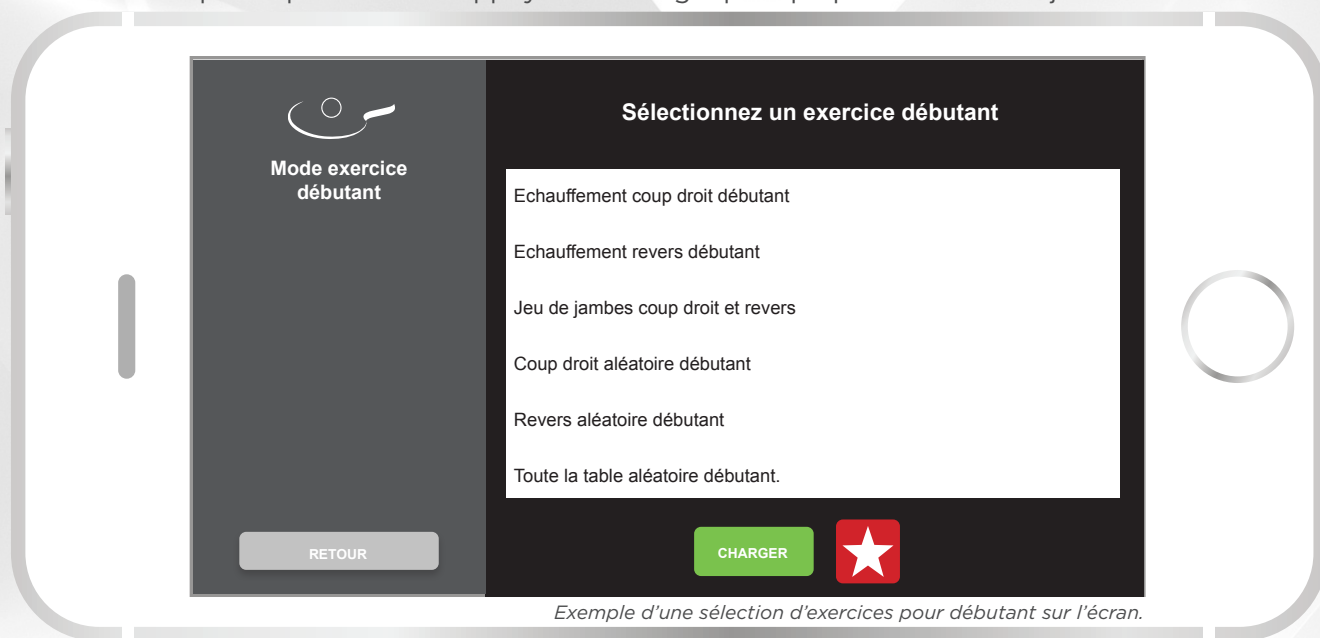 Mode exercice
débutant
RETOUR
Sélectionnez un exercice débutant
Echauffement coup droit débutant
Echauffement revers débutant
Jeu de jambes coup droit et revers
Coup droit aléatoire débutant
Revers aléatoire débutant
Toute la table aléatoire débutant.
CHARGER
Exemple d’une sélection d’exercices pour débutant sur l’écran.